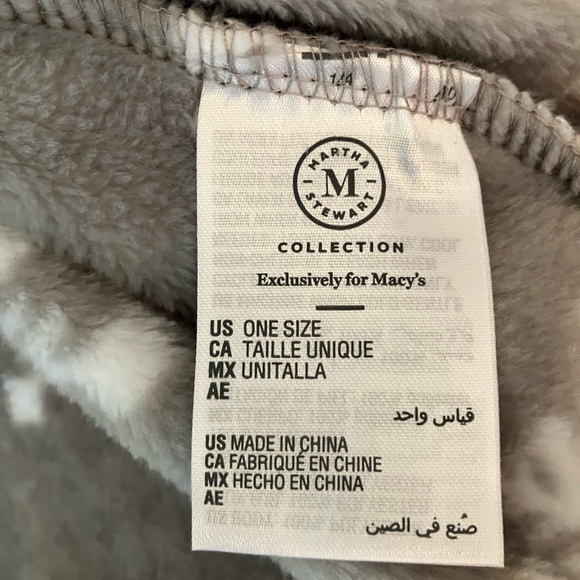 MARTHA
M
STEWART
COLLECTION
Exclusively for Macy's
US ONE SIZE
CA TAILLE UNIQUE
MX UNITALLA
AE
قياس واحد
US MADE IN CHINA
CA FABRIQUÉ EN CHINE
MX HECHO EN CHINA
AE
صُنع في الصين